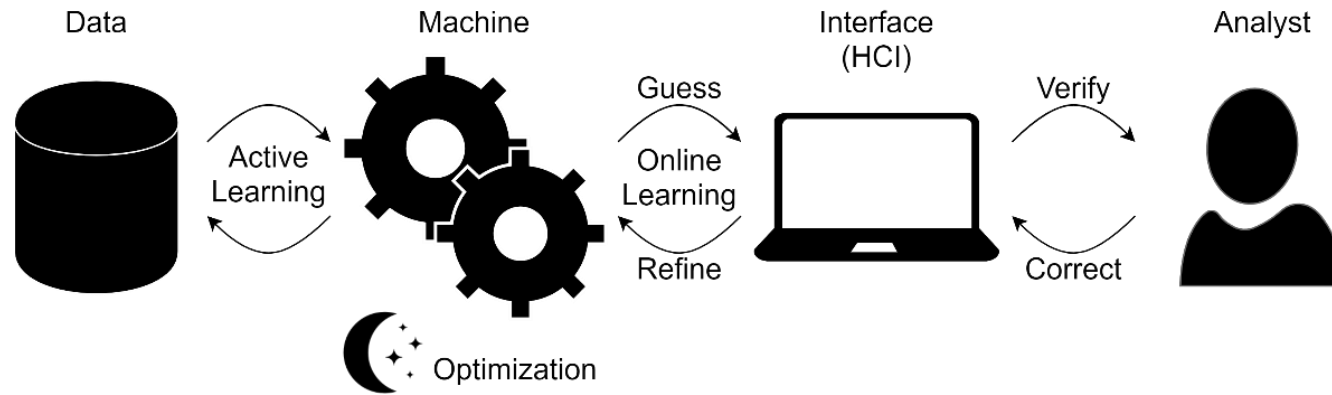 Data
Machine
Interface
(HCI)
Analyst
Active
Learning
Guess
Online
Learning
Refine
Verify
Correct
Optimization